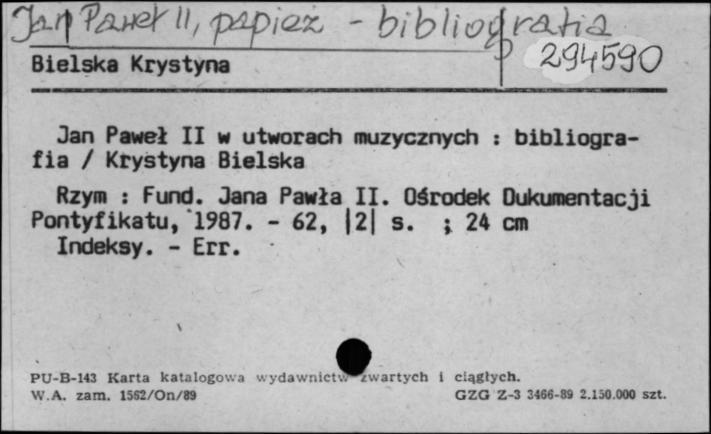 Jan Paweł II, papież - bibliografia
Bielska Krystyna
p 294590
Jan Paweł II w utworach muzycznych : bibliogra-
fia / Krystyna Bielska
Rzym : Fund. Jana Pawła II. Ośrodek Dokumentacji
Pontyfikatu, 1987. - 62, |2| s. ; 24 cm
Indeksy. - Err.
PU-B-143 Karta katalogowa wydawnictw zwartych i ciągłych.
W.A. zam. 1562/On/89 GZG Z-3 3466-89 2.150.000 szt.